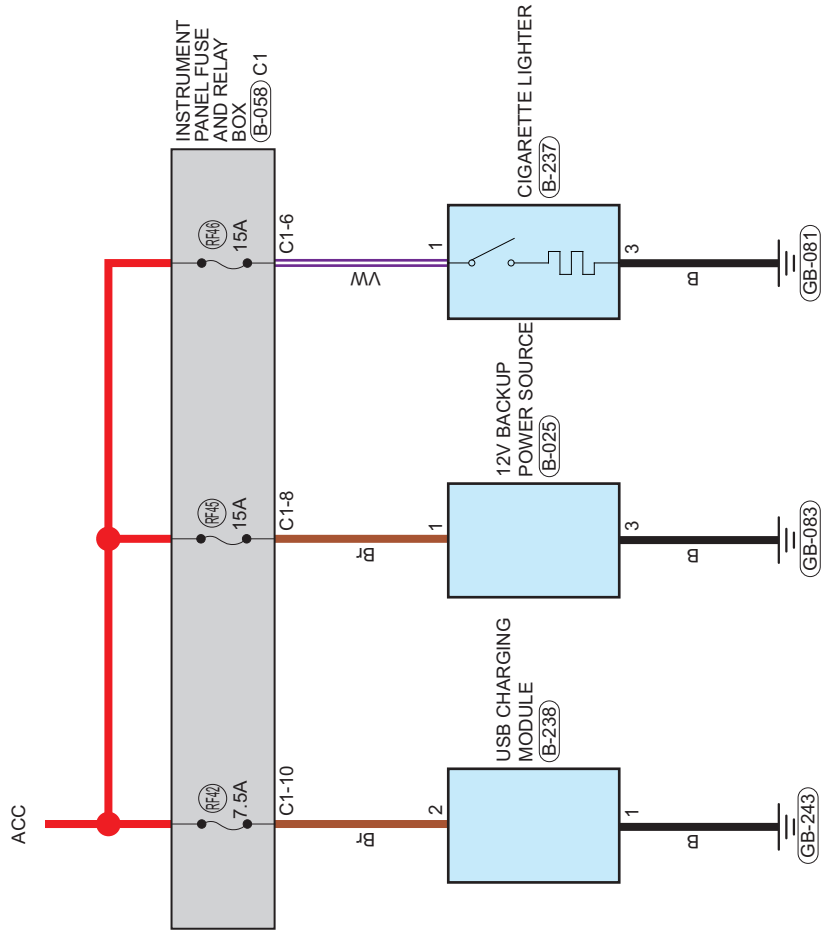 ACC
INSTRUMENT
PANEL FUSE
AND RELAY
BOX
B-058 C1
RF42
7.5A
RF45
15A
RF46
15A
C1-10
C1-8
C1-6
Br
Br
VW
2
1
1
USB CHARGING
MODULE
B-238
12V BACKUP
POWER SOURCE
B-025
CIGARETTE LIGHTER
B-237
1
3
3
B
B
B
GB-243
GB-083
GB-081